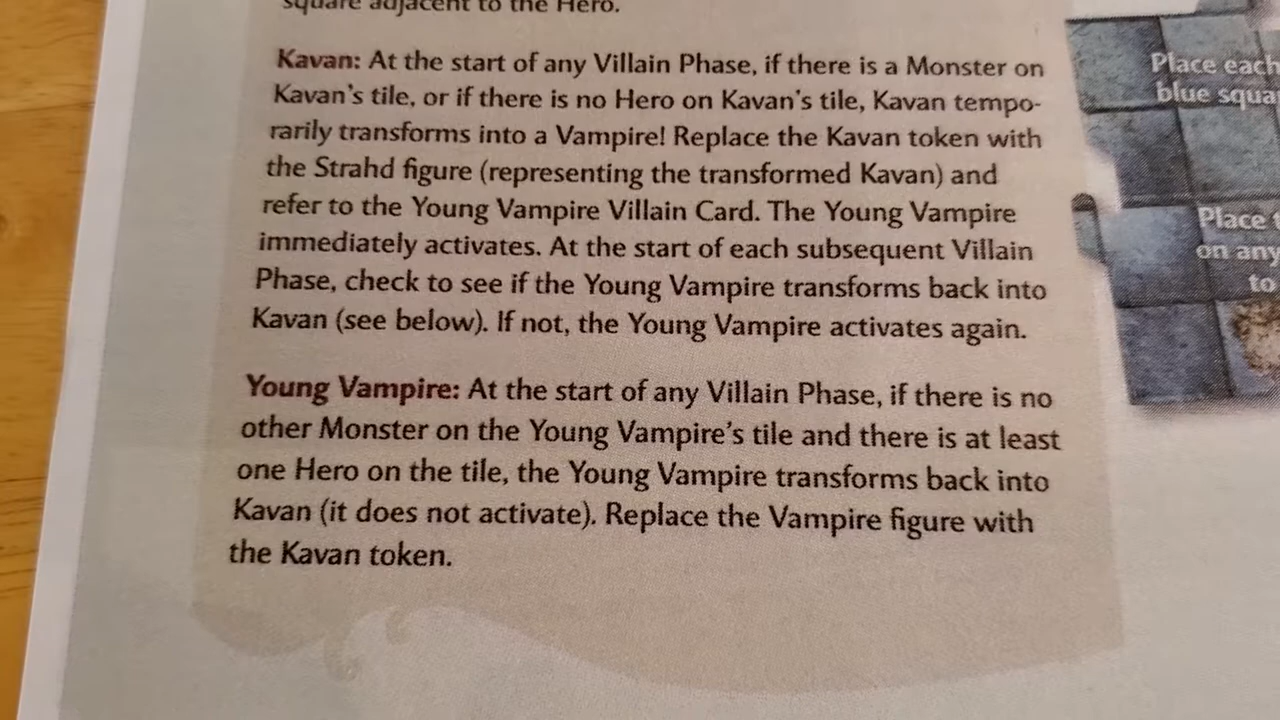 square adjacent to the Hero.
Kavan: At the start of any Villain Phase, if there is a Monster on
Kavan's tile, or if there is no Hero on Kavan's tile, Kavan tempo-
rarily transforms into a Vampire! Replace the Kavan token with
the Strahd figure (representing the transformed Kavan) and
refer to the Young Vampire Villain Card. The Young Vampire
immediately activates. At the start of each subsequent Villain
Phase, check to see if the Young Vampire transforms back into
Kavan (see below). If not, the Young Vampire activates again.
Young Vampire: At the start of any Villain Phase, if there is no
other Monster on the Young Vampire's tile and there is at least
one Hero on the tile, the Young Vampire transforms back into
Kavan (it does not activate). Replace the Vampire figure with
the Kavan token.
Place each
blue
Place
on any
to